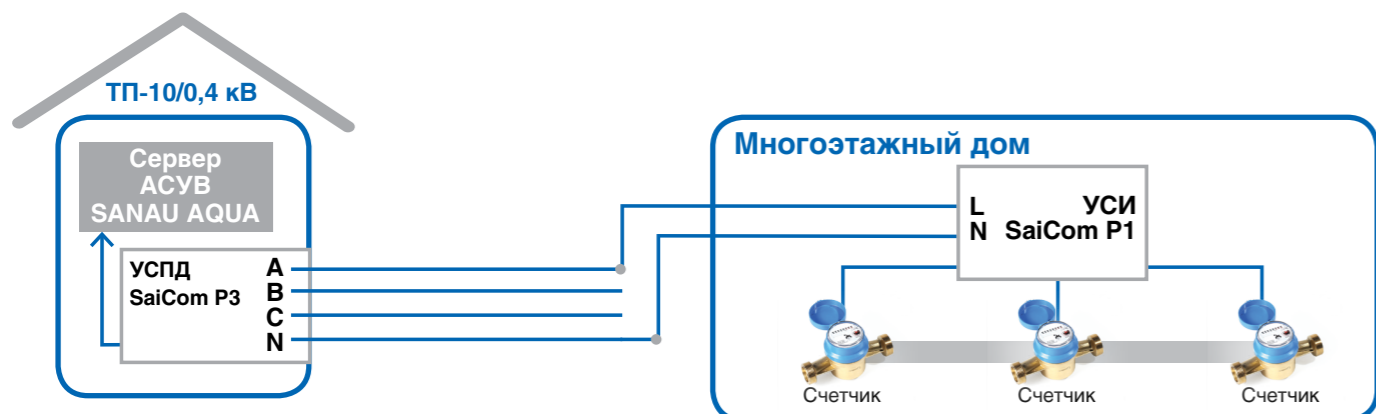 ТП-10/0,4 кВ
Сервер
АСУВ
SANAU AQUA
УСПД
SaiCom P3
A
B
C
N
Многоэтажный дом
L
N
УСИ
SaiCom P1
Счетчик
Счетчик
Счетчик